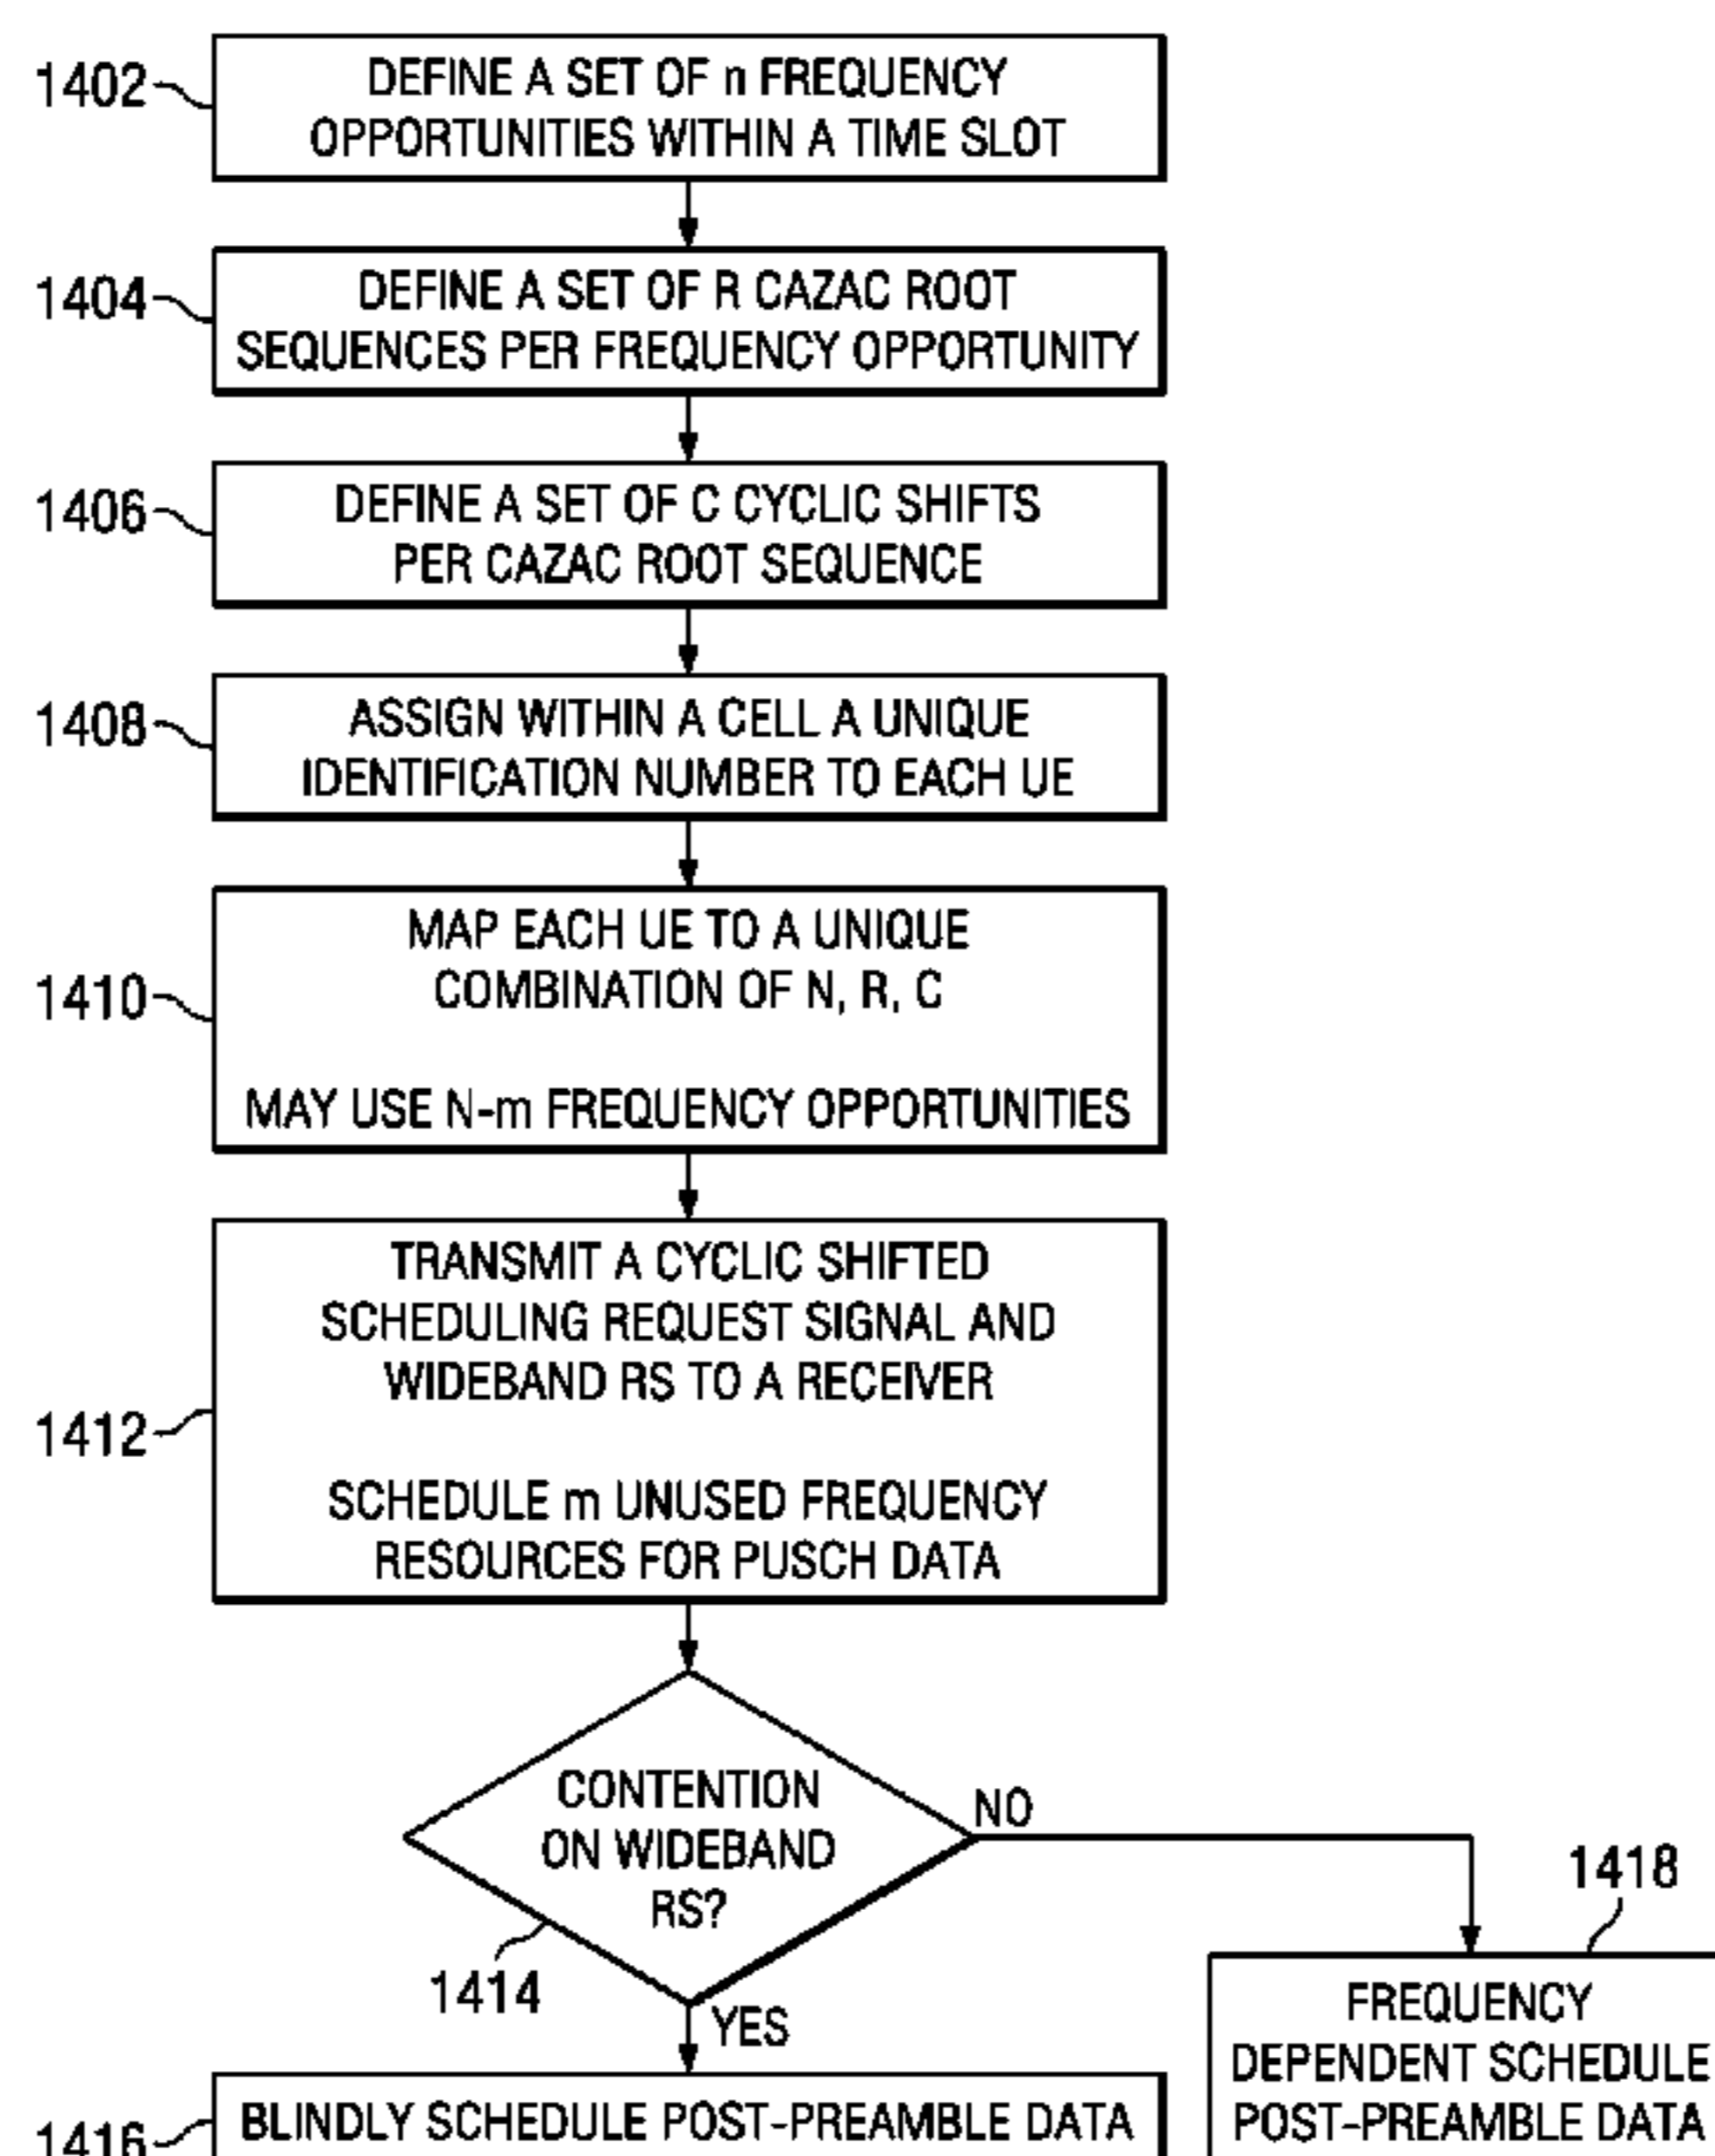 1402
DEFINE A SET OF n FREQUENCY
OPPORTUNITIES WITHIN A TIME SLOT
1404
DEFINE A SET OF R CAZAC ROOT
SEQUENCES PER FREQUENCY OPPORTUNITY
1406
DEFINE A SET OF C CYCLIC SHIFTS
PER CAZAC ROOT SEQUENCE
1408
ASSIGN WITHIN A CELL A UNIQUE
IDENTIFICATION NUMBER TO EACH UE
1410
MAP EACH UE TO A UNIQUE
COMBINATION OF N, R, C
MAY USE N-m FREQUENCY OPPORTUNITIES
1412
TRANSMIT A CYCLIC SHIFTED
SCHEDULING REQUEST SIGNAL AND
WIDEBAND RS TO A RECEIVER
SCHEDULE m UNUSED FREQUENCY
RESOURCES FOR PUSCH DATA
CONTENTION
ON WIDEBAND
RS?
1414
NO
YES
1418
FREQUENCY
DEPENDENT SCHEDULE
POST-PREAMBLE DATA
1416
BLINDLY SCHEDULE POST-PREAMBLE DATA